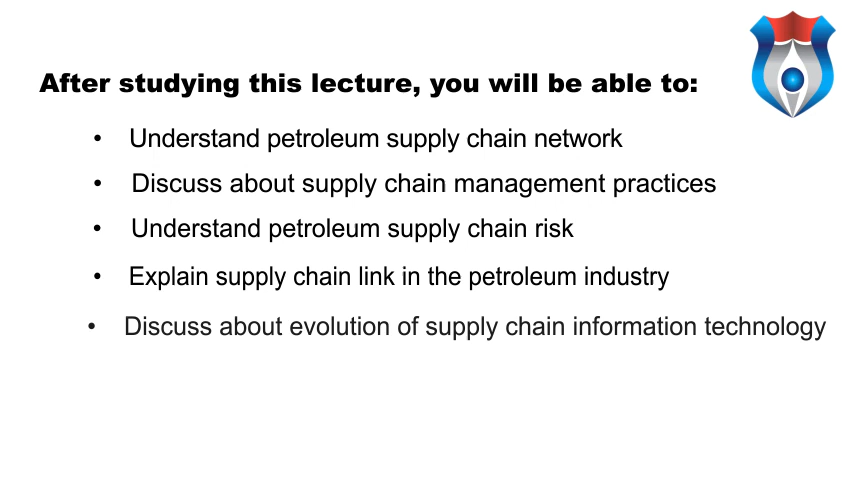 After studying this lecture, you will be able to:
• Understand petroleum supply chain network
• Discuss about supply chain management practices
• Understand petroleum supply chain risk
• Explain supply chain link in the petroleum industry
• Discuss about evolution of supply chain information technology